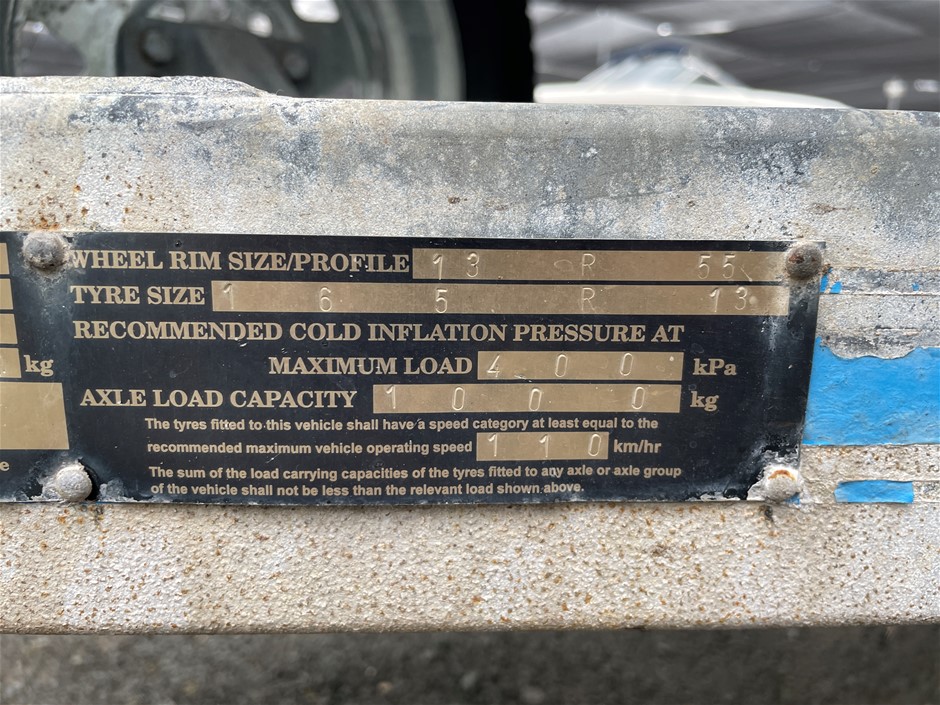 WHEEL RIM SIZE/PROFILE 13 R 55
TYRE SIZE 165 R 13
RECOMMENDED COLD INFLATION PRESSURE AT
MAXIMUM LOAD 400 kPa
kg
AXLE LOAD CAPACITY 1000 kg
The tyres fitted to this vehicle shall have a speed category at least equal to the
recommended maximum vehicle operating speed 110 km/hr
The sum of the load carrying capacities of the tyres fitted to any axle or axle group
of the vehicle shall not be less than the relevant load shown above.